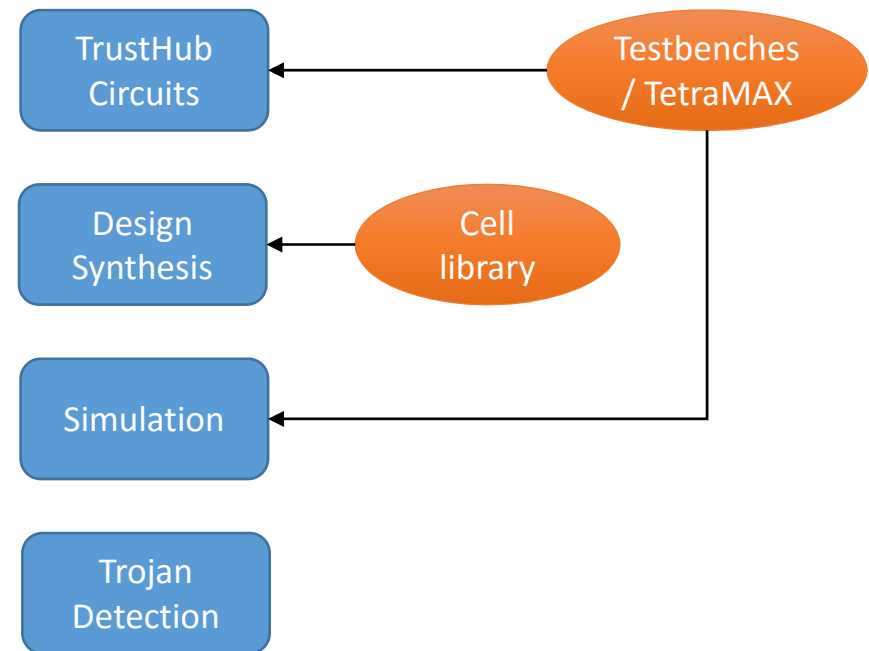 TrustHub
Circuits
Testbenches
/ TetraMAX
Design
Synthesis
Cell
library
Simulation
Trojan
Detection